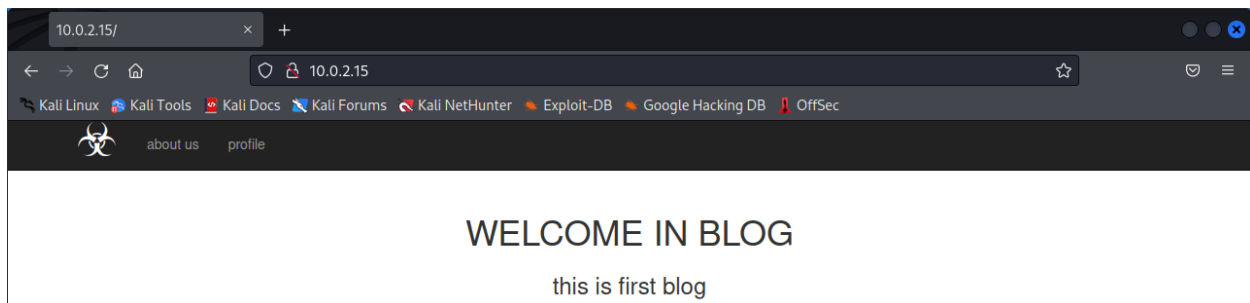 10.0.2.15/
10.0.2.15
Kali Linux Kali Tools Kali Docs Kali Forums Kali NetHunter Exploit-DB Google Hacking DB OffSec
about us profile
WELCOME IN BLOG
this is first blog